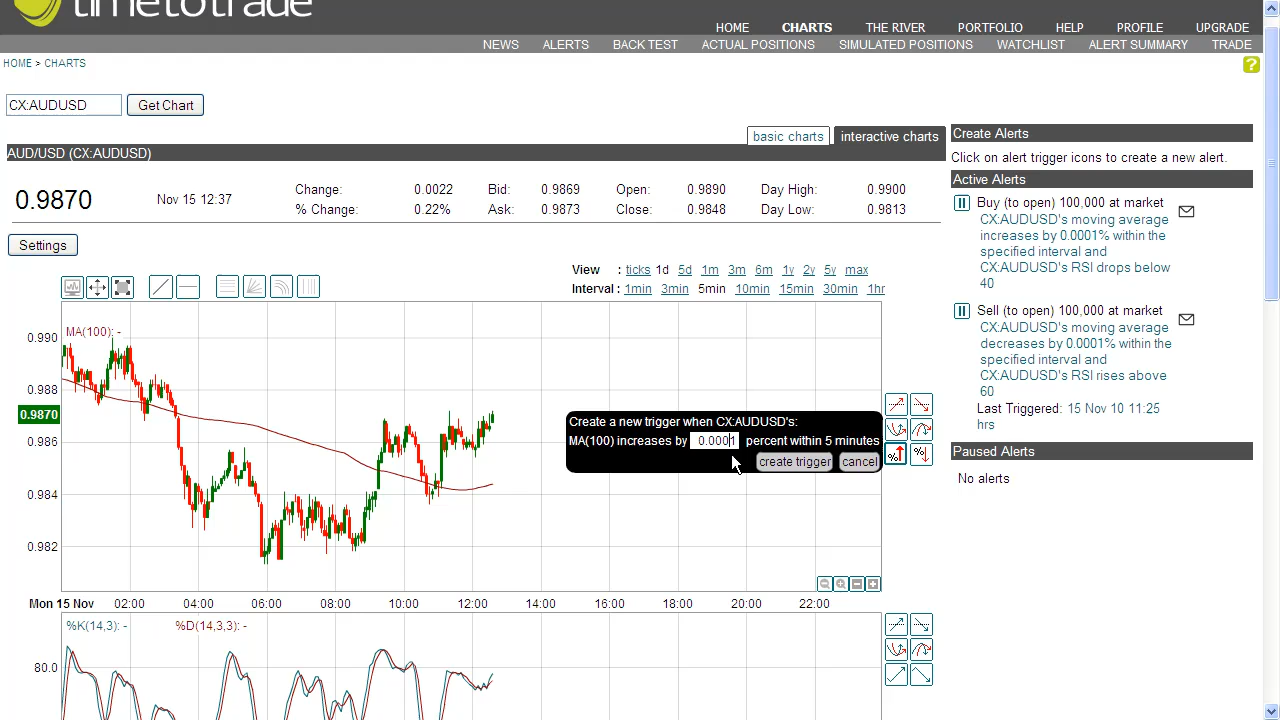 timetotrade
HOME CHARTS THE RIVER PORTFOLIO HELP PROFILE UPGRADE
NEWS ALERTS BACK TEST ACTUAL POSITIONS SIMULATED POSITIONS WATCHLIST ALERT SUMMARY TRADE
HOME > CHARTS
?
CX:AUDUSD Get Chart
basic charts interactive charts
AUD/USD (CX:AUDUSD)
0.9870 Nov 15 12:37
Change: 0.0022 Bid: 0.9869 Open: 0.9890 Day High: 0.9900
% Change: 0.22% Ask: 0.9873 Close: 0.9848 Day Low: 0.9813
Settings
View : ticks 1d 5d 1m 3m 6m 1y 2y 5y max
Interval : 1min 3min 5min 10min 15min 30min 1hr
MA(100): -
0.990
0.988
0.9870
0.986
0.984
0.982
Create a new trigger when CX:AUDUSD's:
MA(100) increases by 0.0001 percent within 5 minutes
create trigger cancel
% %
Mon 15 Nov 02:00 04:00 06:00 08:00 10:00 12:00 14:00 16:00 18:00 20:00 22:00
%K(14,3): - %D(14,3,3): -
80.0
Create Alerts
Click on alert trigger icons to create a new alert.
Active Alerts
Buy (to open) 100,000 at market
CX:AUDUSD's moving average
increases by 0.0001% within the
specified interval and
CX:AUDUSD's RSI drops below
40
Sell (to open) 100,000 at market
CX:AUDUSD's moving average
decreases by 0.0001% within the
specified interval and
CX:AUDUSD's RSI rises above
60
Last Triggered: 15 Nov 10 11:25
hrs
Paused Alerts
No alerts